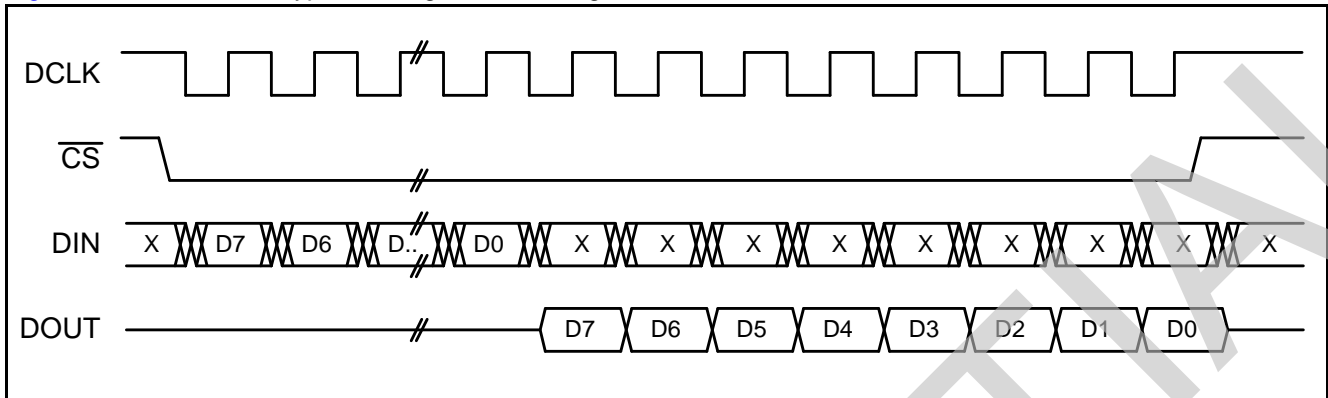 DCLK
CS
DIN X D7 D6 D.. D0 X X X X X X X X X
DOUT D7 D6 D5 D4 D3 D2 D1 D0